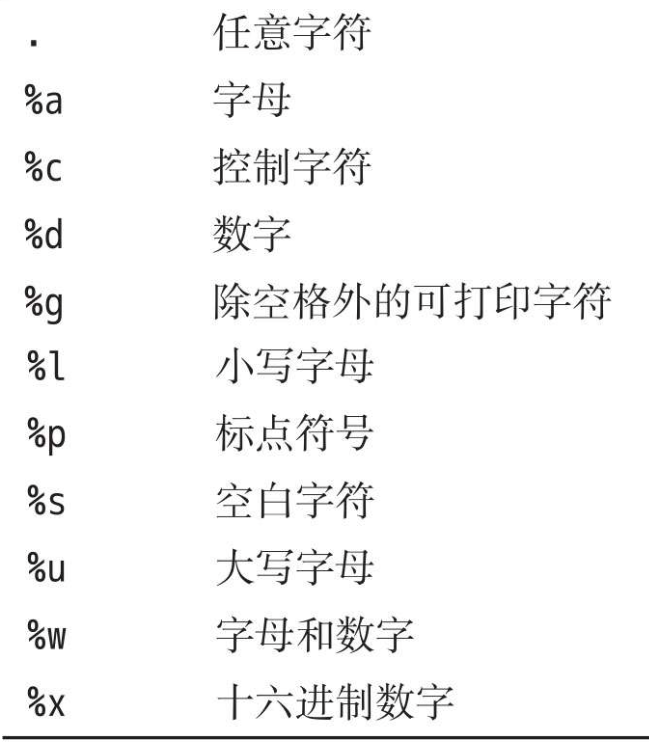 . 任意字符
%a 字母
%c 控制字符
%d 数字
%g 除空格外的可打印字符
%l 小写字母
%p 标点符号
%s 空白字符
%u 大写字母
%w 字母和数字
%x 十六进制数字